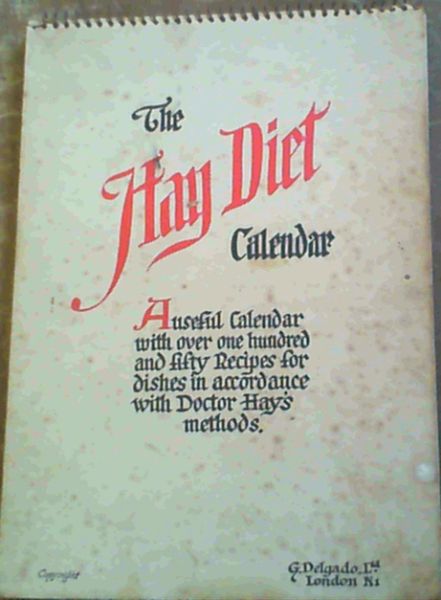 The
Hay Diet
Calendar
A useful Calendar
with over one hundred
and fifty Recipes for
dishes in accordance
with Doctor Hay's
methods.
Copyright
G. Delgado. Ltd
London N1